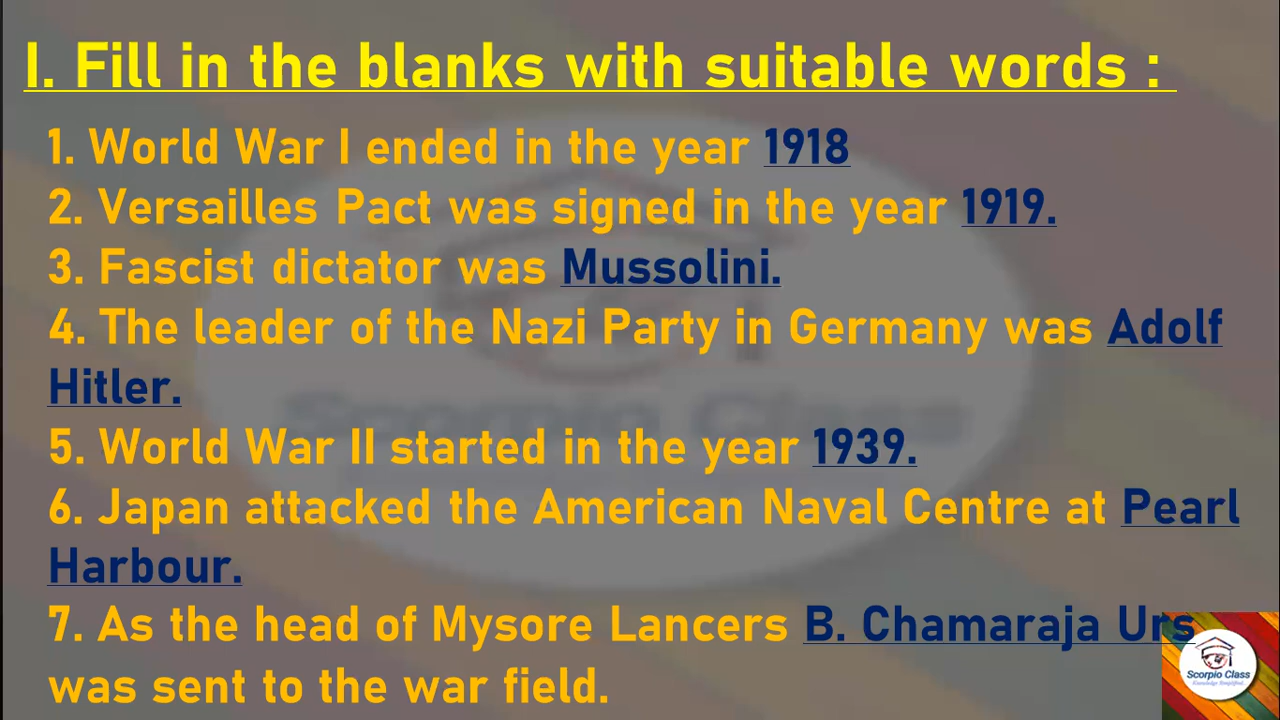 I. Fill in the blanks with suitable words :
1. World War I ended in the year 1918
2. Versailles Pact was signed in the year 1919.
3. Fascist dictator was Mussolini.
4. The leader of the Nazi Party in Germany was Adolf
Hitler.
5. World War II started in the year 1939.
6. Japan attacked the American Naval Centre at Pearl
Harbour.
7. As the head of Mysore Lancers B. Chamaraja Urs
was sent to the war field.
Scorpio Class
Scorpio Class
Knowledge Simplified..